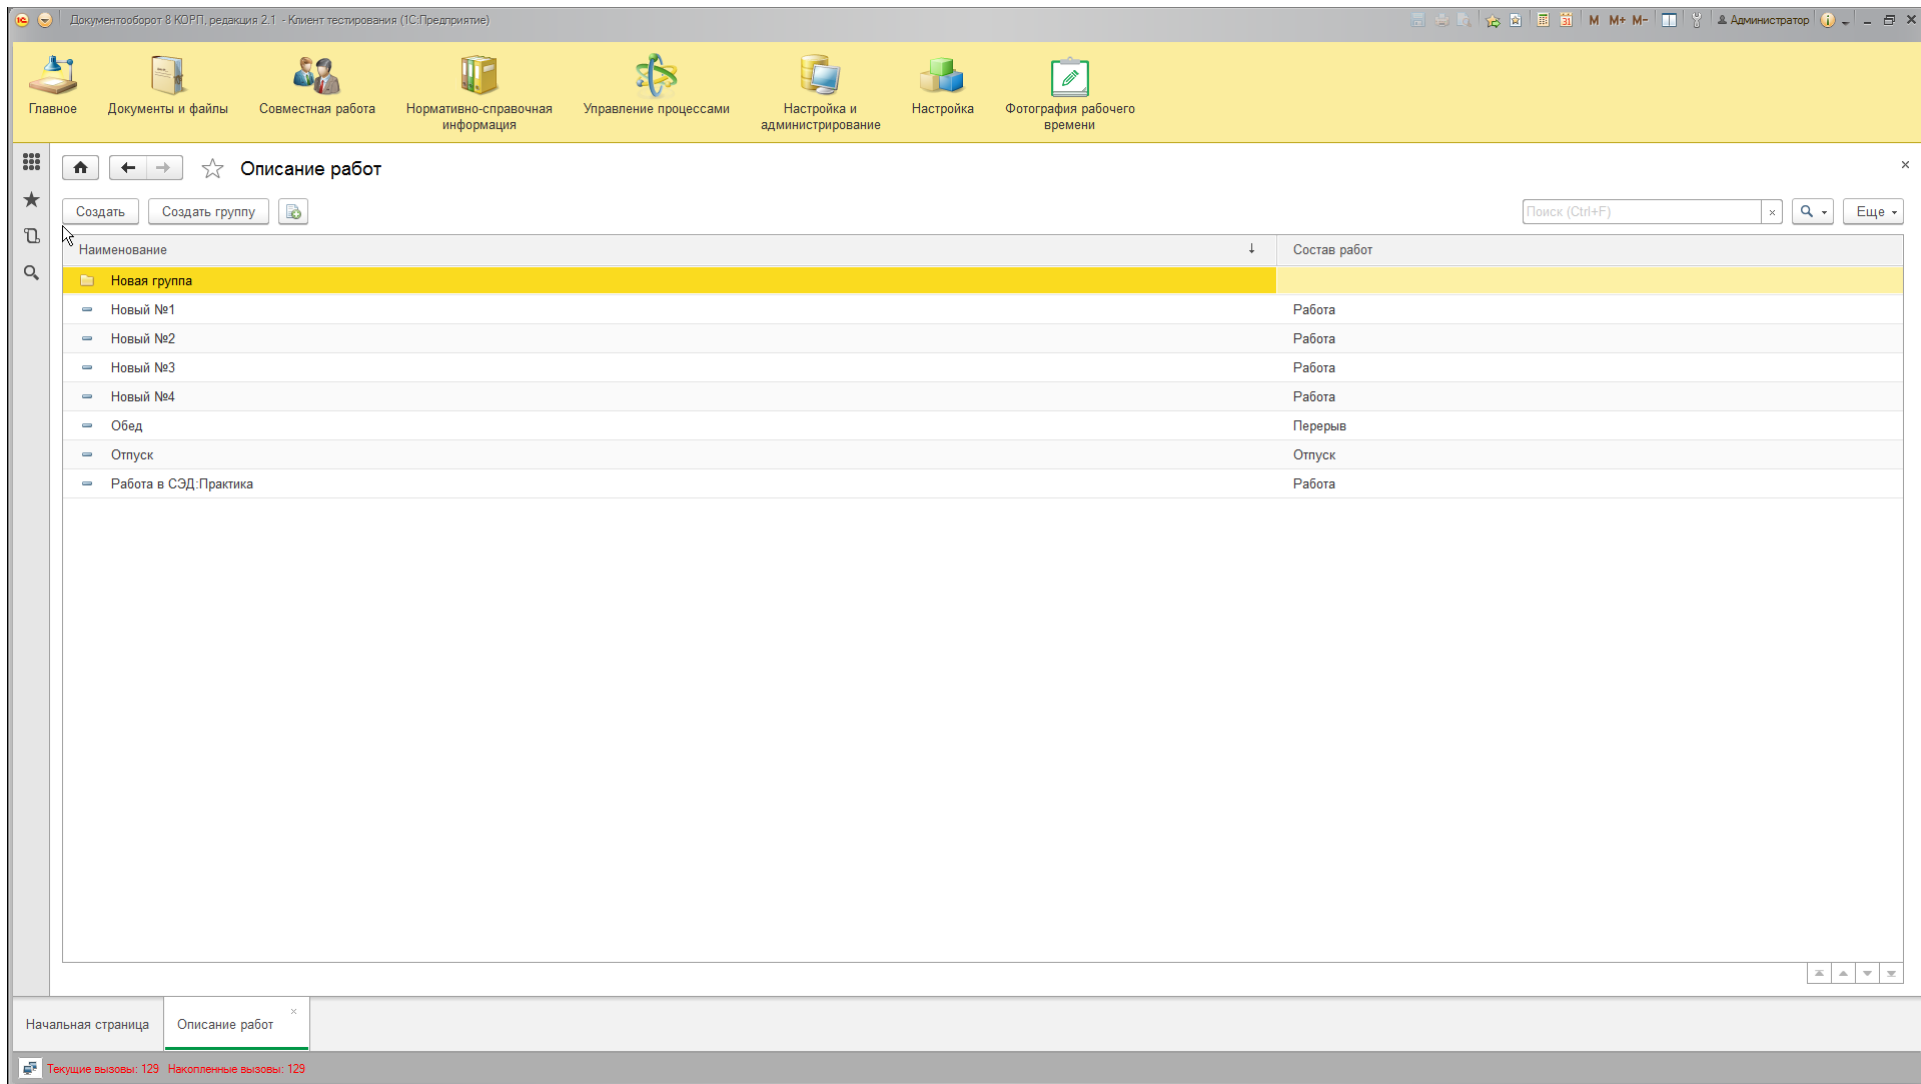 Документооборот 8 КОРП, редакция 2.1 - Клиент тестирования (1С:Предприятие)
M M+ M- Администратор
Главное
Документы и файлы
Совместная работа
Нормативно-справочная
информация
Управление процессами
Настройка и
администрирование
Настройка
Фотография рабочего
времени
Описание работ
Создать
Создать группу
Поиск (Ctrl+F)
Еще
Наименование
Состав работ
Новая группа
Новый №1 Работа
Новый №2 Работа
Новый №3 Работа
Новый №4 Работа
Обед Перерыв
Отпуск Отпуск
Работа в СЭД:Практика Работа
Начальная страница
Описание работ
Текущие вызовы: 129 Накопленные вызовы: 129